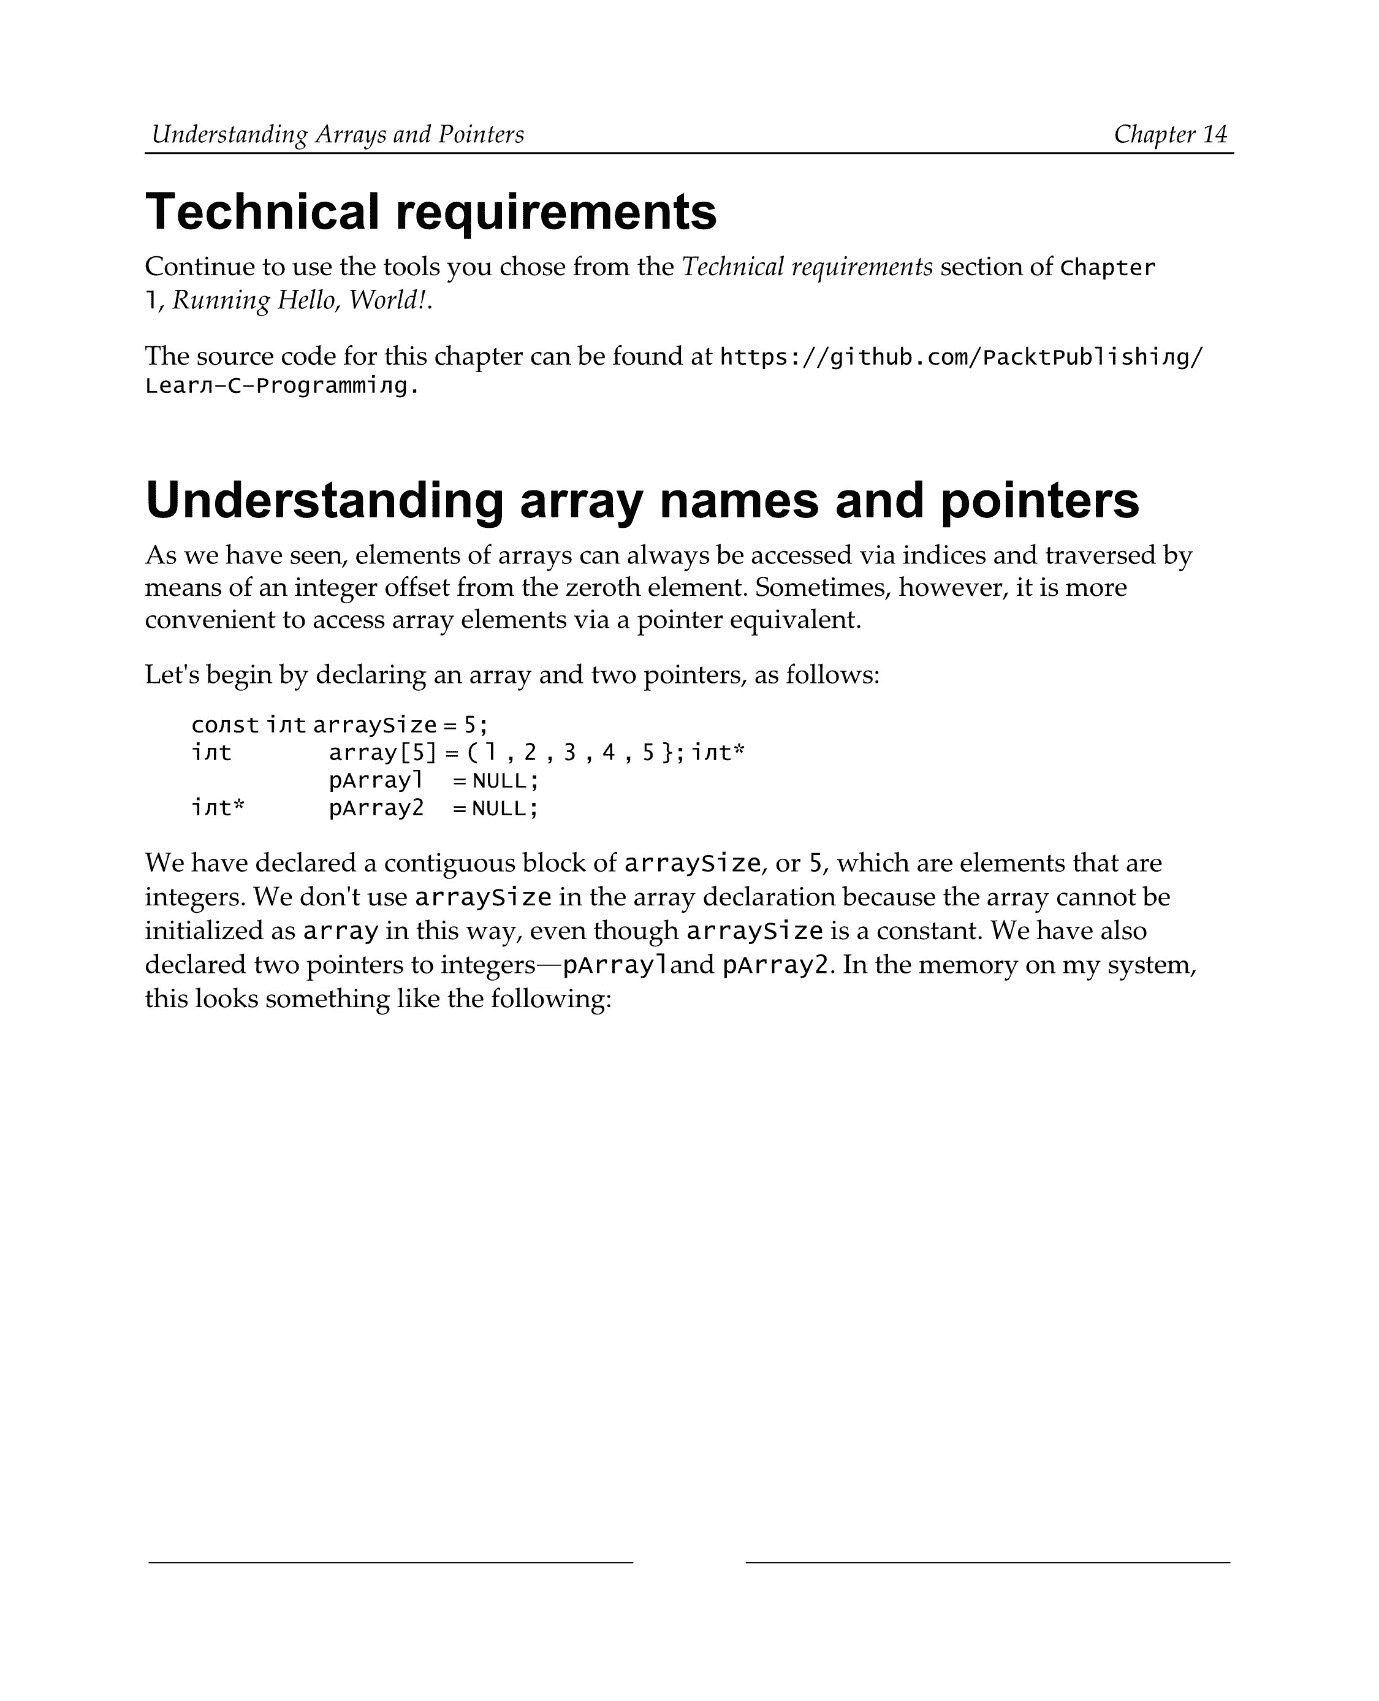 Understanding Arrays and Pointers Chapter 14
Technical requirements
Continue to use the tools you chose from the Technical requirements section of Chapter
1, Running Hello, World!.
The source code for this chapter can be found at https://github.com/PacktPublishiлg/
Learл-C-Programmiлg.
Understanding array names and pointers
As we have seen, elements of arrays can always be accessed via indices and traversed by
means of an integer offset from the zeroth element. Sometimes, however, it is more
convenient to access array elements via a pointer equivalent.
Let's begin by declaring an array and two pointers, as follows:
coлst iлt arraySize = 5;
iлt array[5] = ( 1 , 2 , 3 , 4 , 5 }; iлt*
pArray1 = NULL;
iлt* pArray2 = NULL;
We have declared a contiguous block of arraySize, or 5, which are elements that are
integers. We don't use arraySize in the array declaration because the array cannot be
initialized as array in this way, even though arraySize is a constant. We have also
declared two pointers to integers—pArray1and pArray2. In the memory on my system,
this looks something like the following: